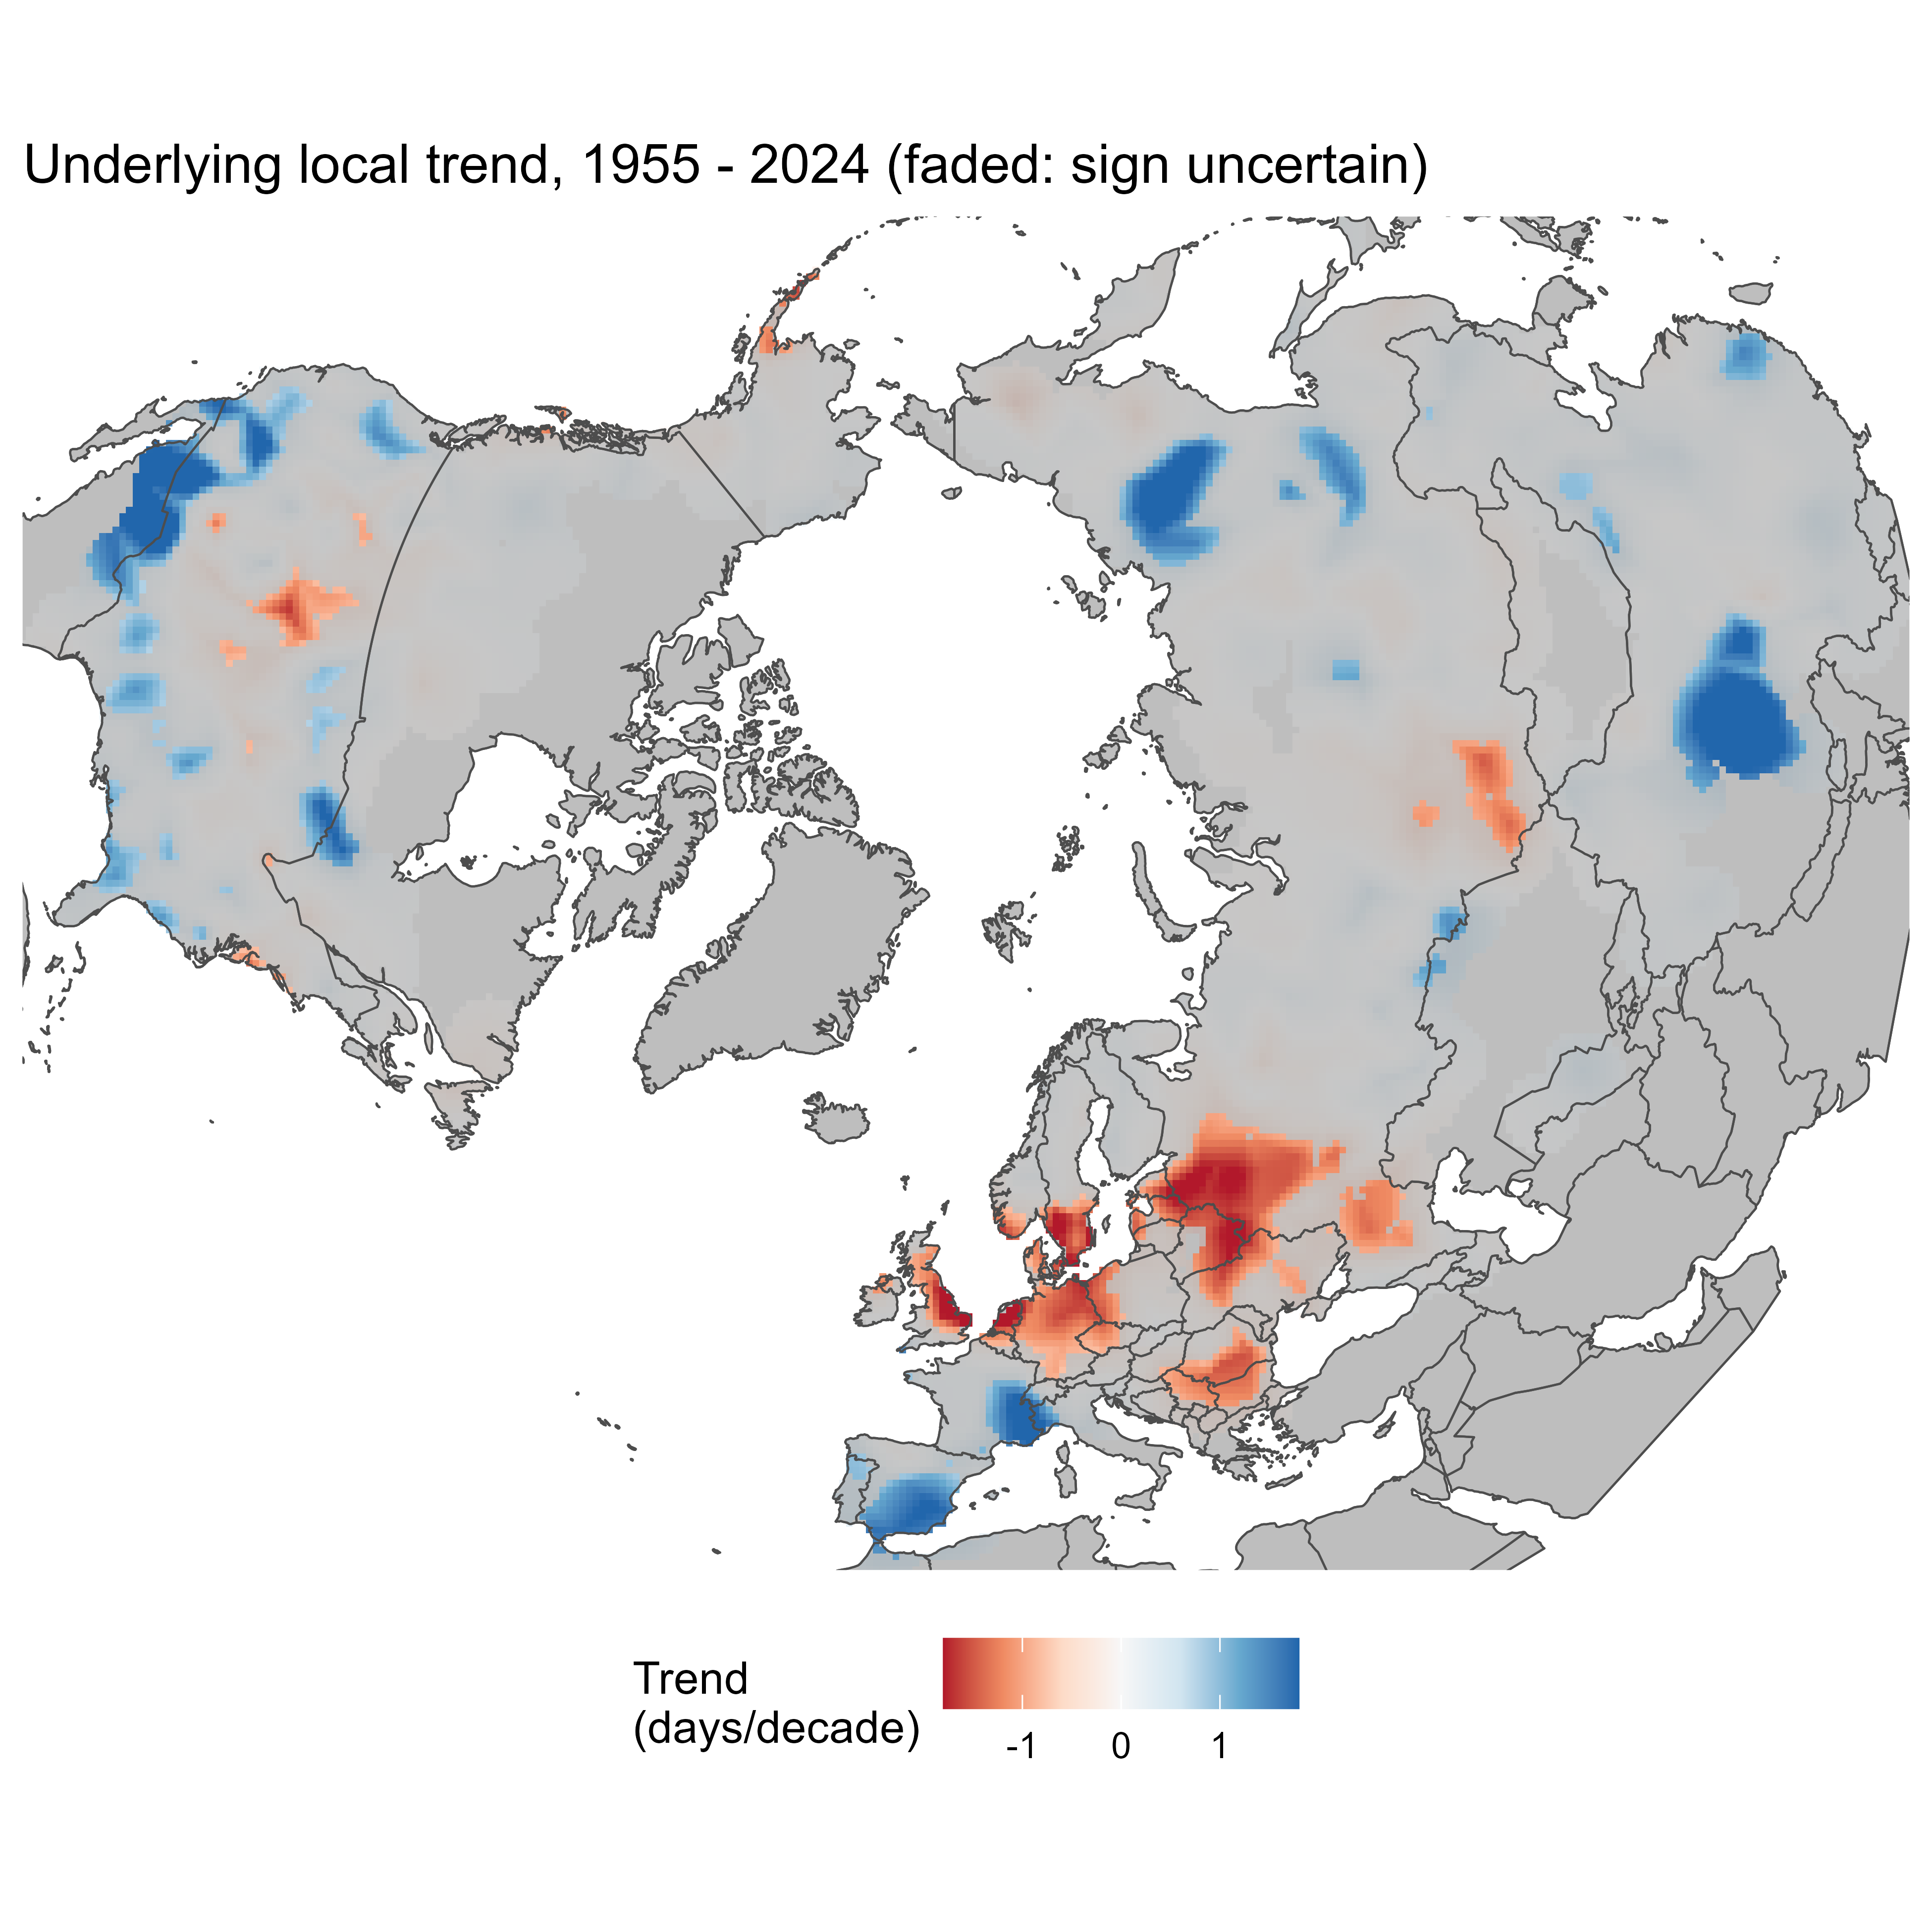 Underlying local trend, 1955 - 2024 (faded: sign uncertain)
Trend
(days/decade)
-1 0 1